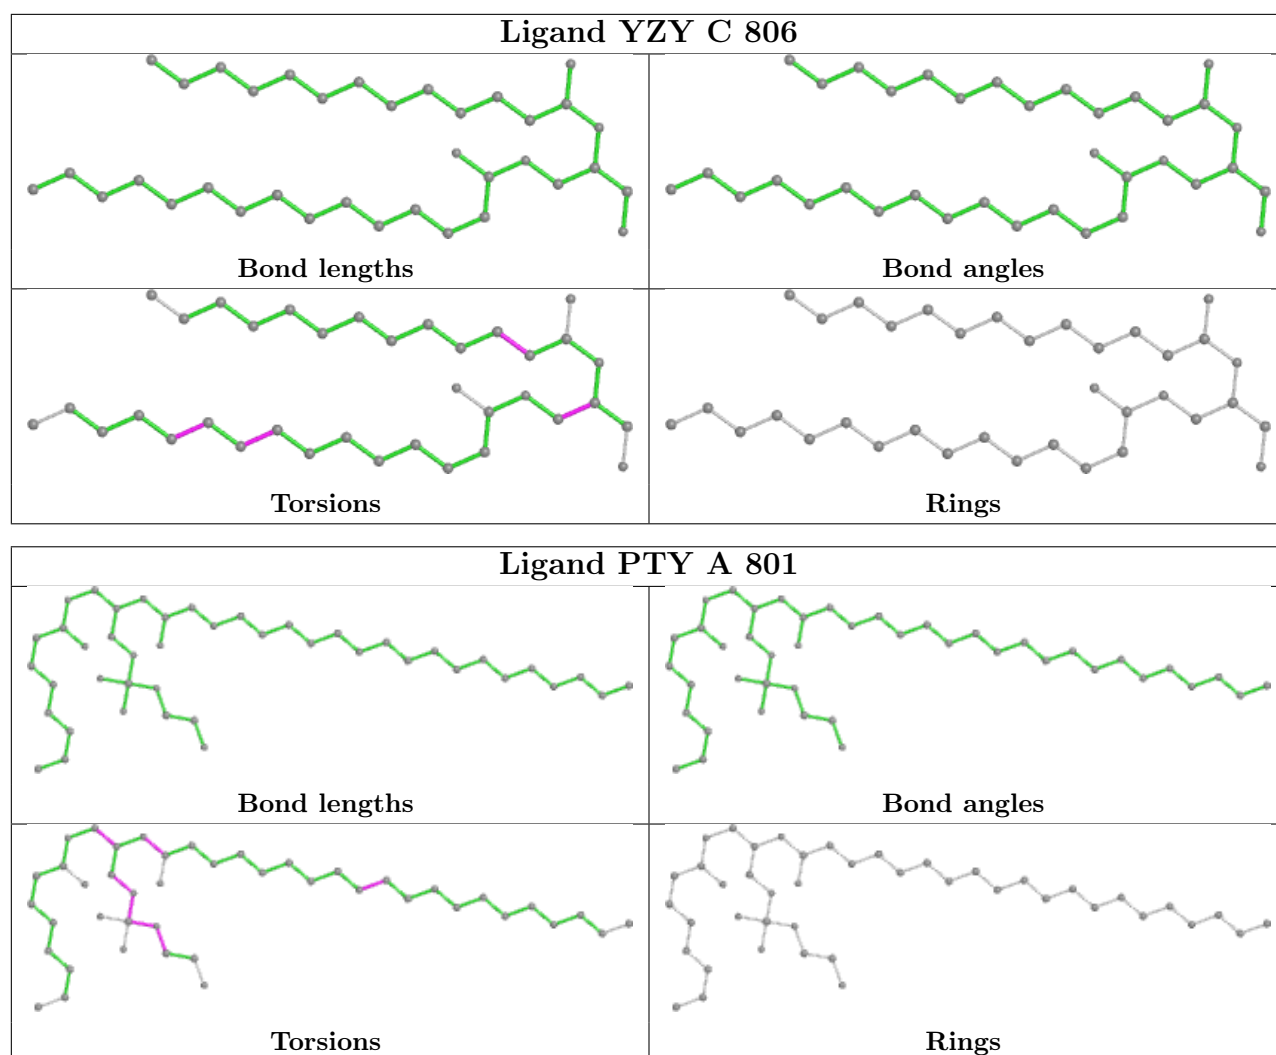 Ligand YZY C 806
Bond lengths
Bond angles
Torsions
Rings
Ligand PTY A 801
Bond lengths
Bond angles
Torsions
Rings